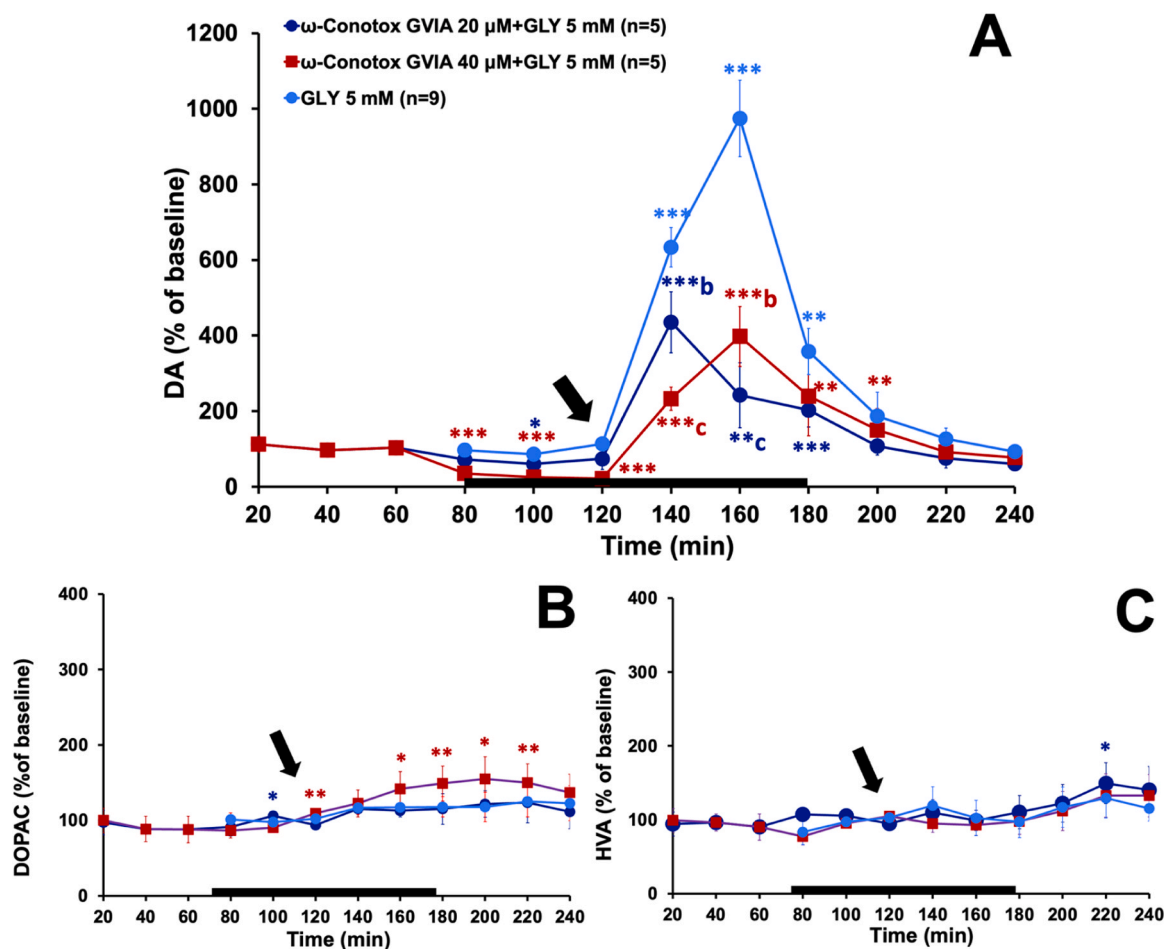 ω-Conotox GVIA 20 µM+GLY 5 mM (n=5)
ω-Conotox GVIA 40 µM+GLY 5 mM (n=5)
GLY 5 mM (n=9)
A
DA (% of baseline)
1200
1000
800
600
400
200
0
***
***
***b
***b
**
*
***
***
***c
**c
**
***
**
***
20 40 60 80 100 120 140 160 180 200 220 240
Time (min)
B
DOPAC (%of baseline)
400
300
200
100
0
*
**
*
**
*
**
20 40 60 80 100 120 140 160 180 200 220 240
Time (min)
C
HVA (% of baseline)
400
300
200
100
0
*
20 40 60 80 100 120 140 160 180 200 220 240
Time (min)